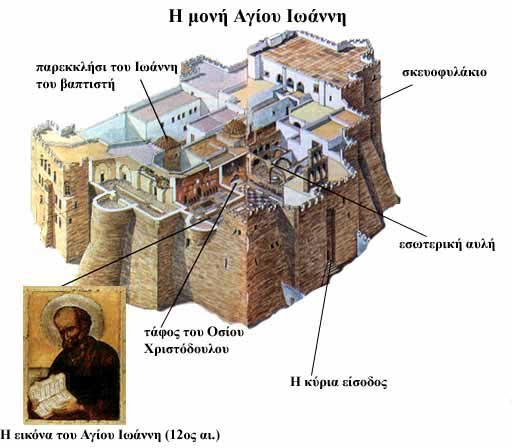 Η μονή Αγίου Ιωάννη
παρεκκλήσι του Ιωάννη
του βαπτιστή
σκευοφυλάκιο
εσωτερική αυλή
τάφος του Οσίου
Χριστόδουλου
Η κύρια είσοδος
Η εικόνα του Αγίου Ιωάννη (12ος αι.)